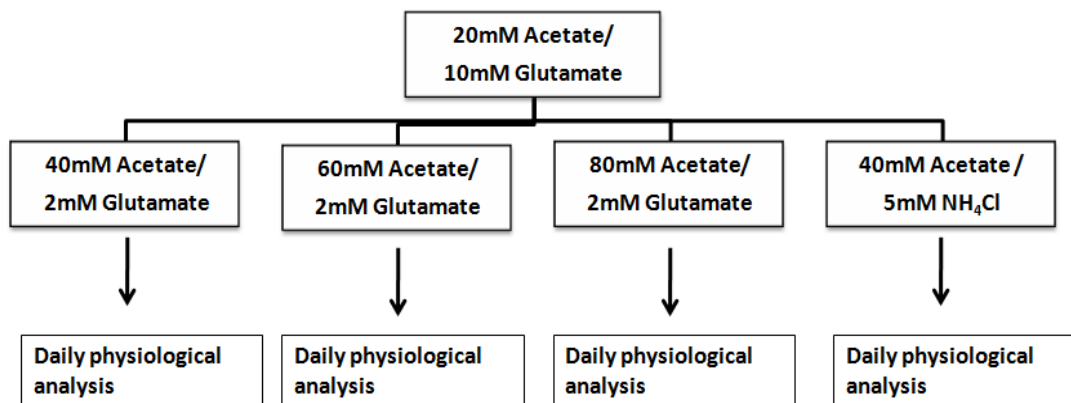 20mM Acetate/
10mM Glutamate
40mM Acetate/
2mM Glutamate
60mM Acetate/
2mM Glutamate
80mM Acetate/
2mM Glutamate
40mM Acetate /
5mM NH₄Cl
Daily physiological
analysis
Daily physiological
analysis
Daily physiological
analysis
Daily physiological
analysis